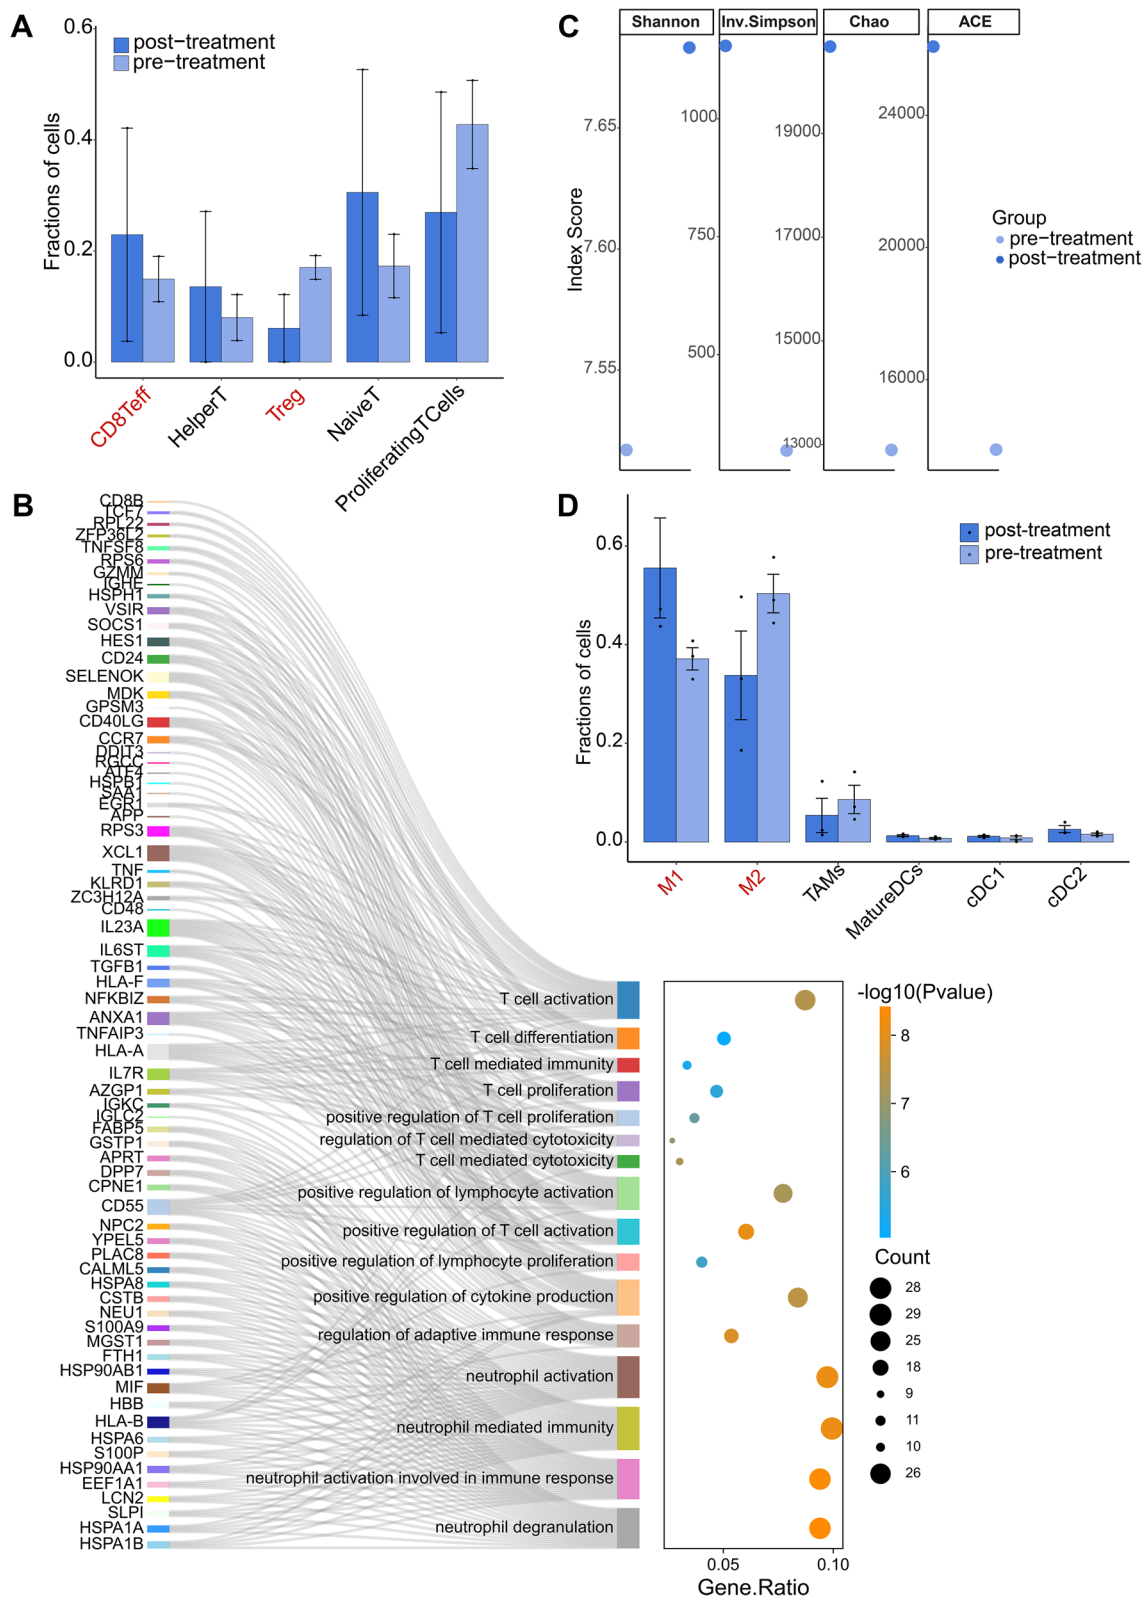 A
0.6
0.4
0.2
0.0
Fractions of cells
post−treatment
pre−treatment
CD8Teff
HelperT
Treg
NaiveT
ProliferatingTCells
C
Shannon
Inv.Simpson
Chao
ACE
Index Score
7.65
7.60
7.55
1000
750
500
19000
17000
15000
13000
24000
20000
16000
Group
pre−treatment
post−treatment
B
CD8B
TCF7
RPL22
ZFP36L2
TNFSF8
RPS6
GZMM
IGHE
HSPH1
VSIR
SOCS1
HES1
CD24
SELENOK
MDK
GPSM3
CD40LG
CCR7
DDIT3
RGCC
ATF4
HSPB1
SAA1
EGR1
APP
RPS3
XCL1
TNF
KLRD1
ZC3H12A
CD48
IL23A
IL6ST
TGFB1
HLA-F
NFKBIZ
ANXA1
TNFAIP3
HLA-A
IL7R
AZGP1
IGKC
IGLC2
FABP5
GSTP1
APRT
DPP7
CPNE1
CD55
NPC2
YPEL5
PLAC8
CALML5
HSPA8
CSTB
NEU1
S100A9
MGST1
FTH1
HSP90AB1
MIF
HBB
HLA-B
HSPA6
S100P
HSP90AA1
EEF1A1
LCN2
SLPI
HSPA1A
HSPA1B
T cell activation
T cell differentiation
T cell mediated immunity
T cell proliferation
positive regulation of T cell proliferation
regulation of T cell mediated cytotoxicity
T cell mediated cytotoxicity
positive regulation of lymphocyte activation
positive regulation of T cell activation
positive regulation of lymphocyte proliferation
positive regulation of cytokine production
regulation of adaptive immune response
neutrophil activation
neutrophil mediated immunity
neutrophil activation involved in immune response
neutrophil degranulation
0.05
0.10
Gene.Ratio
-log10(Pvalue)
8
7
6
Count
28
29
25
18
9
11
10
26
D
0.6
0.4
0.2
0.0
Fractions of cells
post-treatment
pre-treatment
M1
M2
TAMs
MatureDCs
cDC1
cDC2